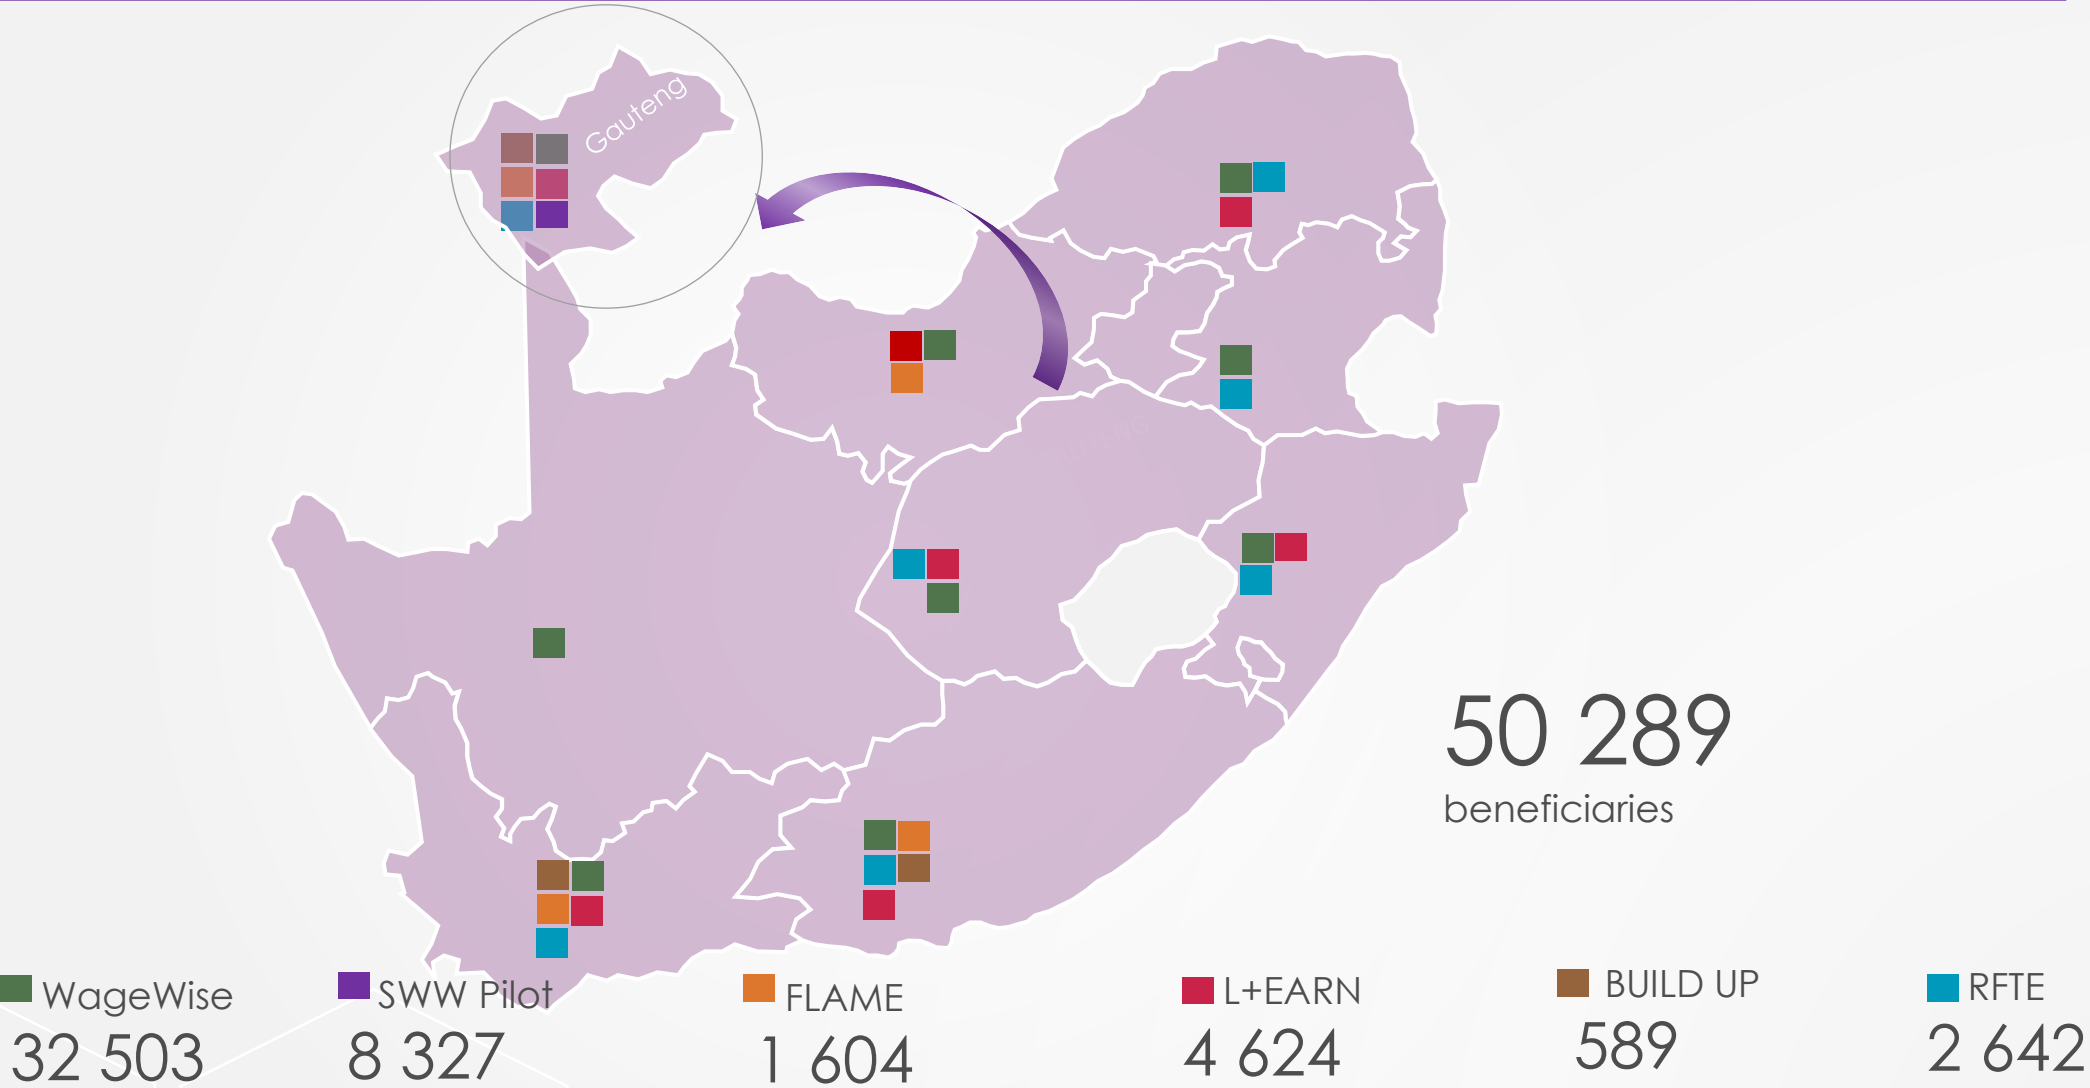 Gauteng
50 289
beneficiaries
WageWise
32 503
SWW Pilot
8 327
FLAME
1 604
L+EARN
4 624
BUILD UP
589
RFTE
2 642